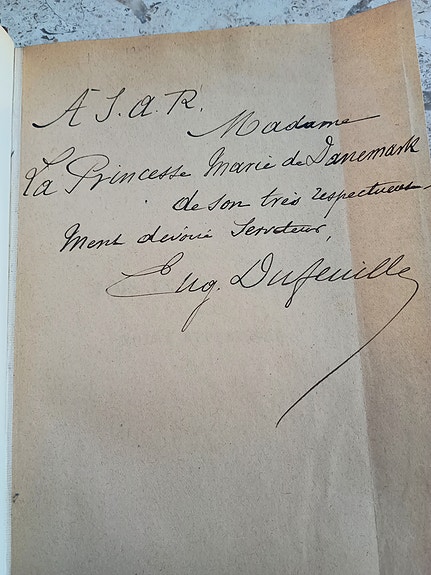 À S. A. R.
Madame
La Princesse Marie de Danemark
de son très respectueuse-
ment dévoué Serviteur,
Eug. Dufeuille